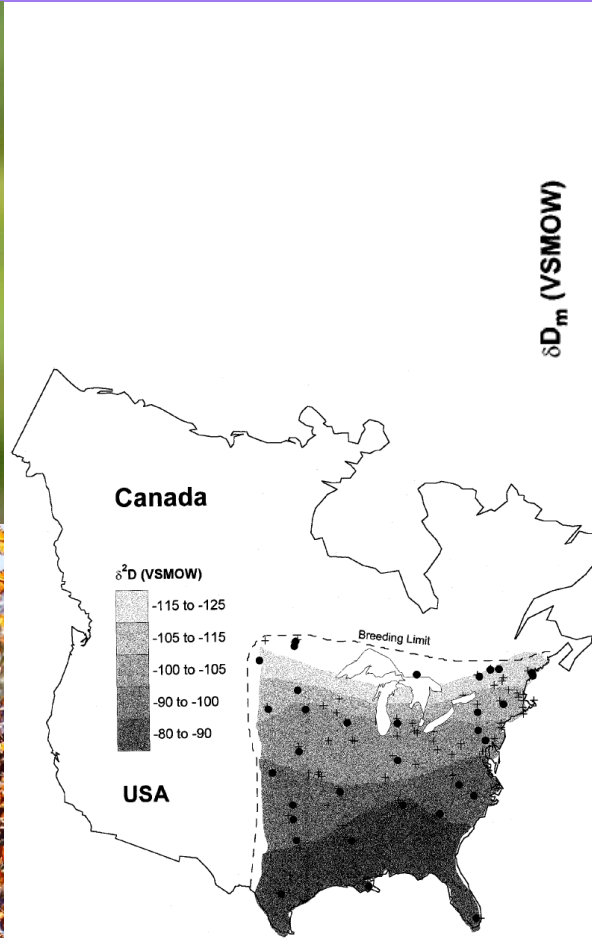 δDm (VSMOW)
Canada
δ²D (VSMOW)
-115 to -125
-105 to -115
-100 to -105
-90 to -100
-80 to -90
Breeding Limit
USA